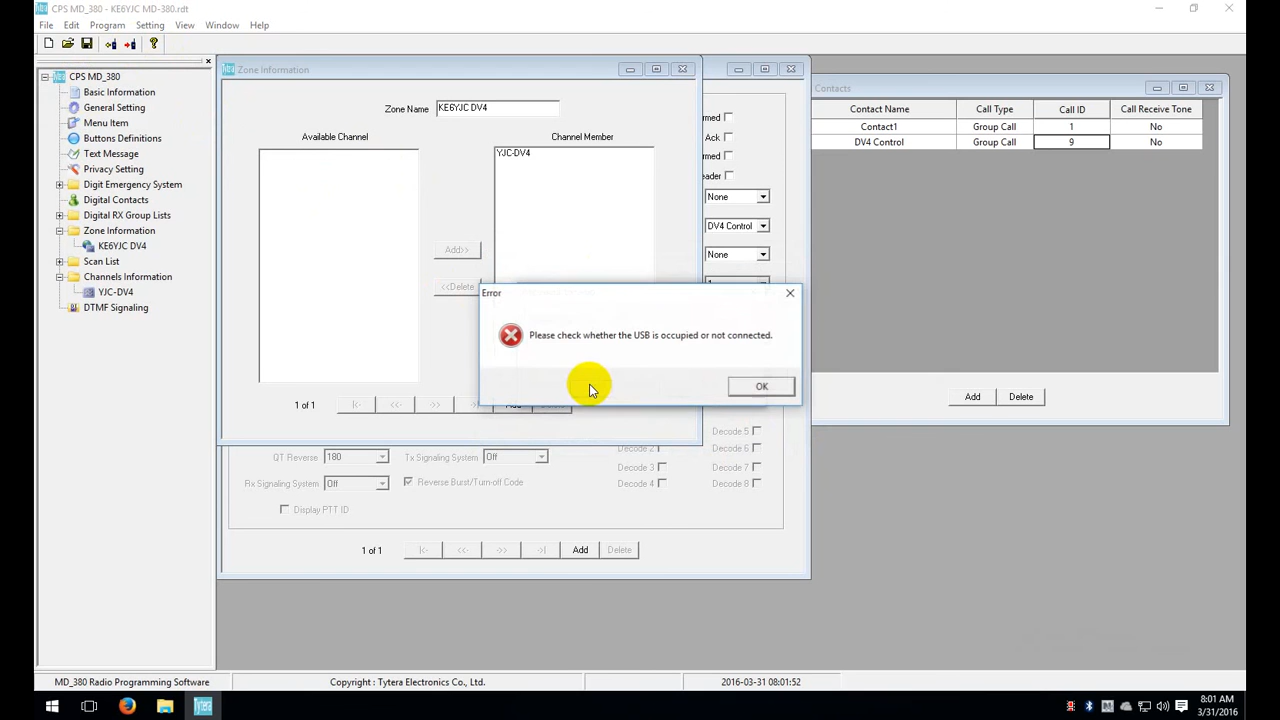 CPS MD_380 - KE6YJC MD-380.rdt
File Edit Program Setting View Window Help
CPS MD_380
Basic Information
General Setting
Menu Item
Buttons Definitions
Text Message
Privacy Setting
Digit Emergency System
Digital Contacts
Digital RX Group Lists
Zone Information
KE6YJC DV4
Scan List
Channels Information
YJC-DV4
DTMF Signaling
Zone Information
Zone Name KE6YJC DV4
Available Channel Channel Member
YJC-DV4
Add>>
<<Delete
1 of 1 |<- <<- ->>
Ack
None
DV4 Control
None
Contacts
Contact Name Call Type Call ID Call Receive Tone
Contact1 Group Call 1 No
DV4 Control Group Call 9 No
Add Delete
Error
Please check whether the USB is occupied or not connected.
OK
Decode 5
Decode 2 Decode 6
Decode 3 Decode 7
Decode 4 Decode 8
QT Reverse 180 Tx Signaling System Off
Rx Signaling System Off Reverse Burst/Turn-off Code
Display PTT ID
1 of 1 |<- <<- ->> ->| Add Delete
MD_380 Radio Programming Software Copyright : Tytera Electronics Co., Ltd. 2016-03-31 08:01:52
Tytera
8:01 AM
3/31/2016